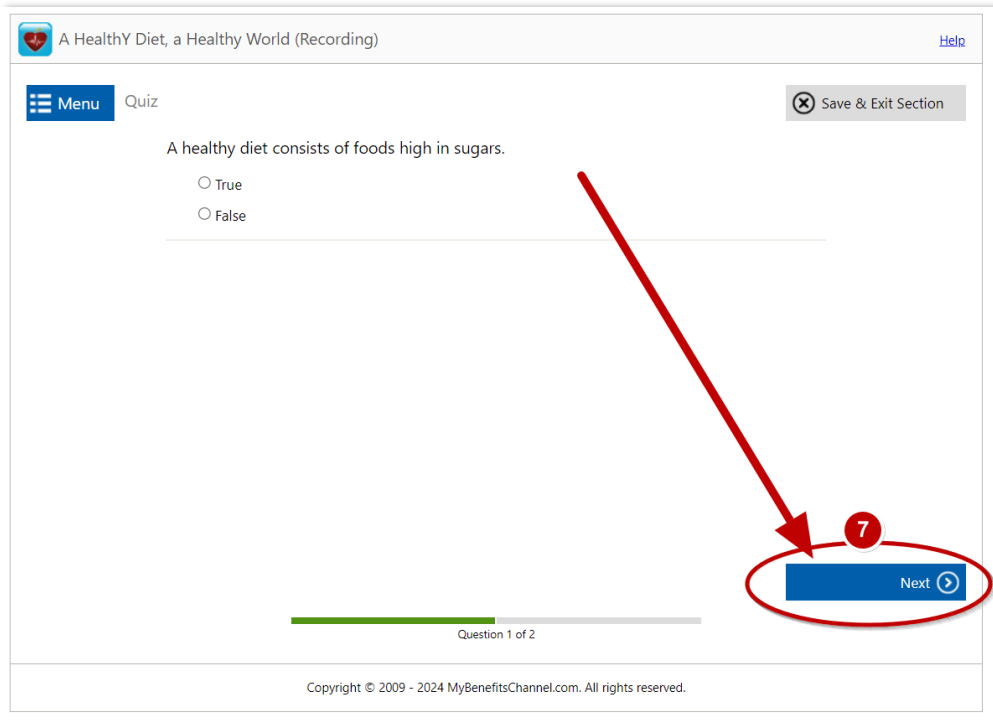 A HealthY Diet, a Healthy World (Recording)
Help
Menu
Quiz
Save & Exit Section
A healthy diet consists of foods high in sugars.
True
False
7
Next
Question 1 of 2
Copyright © 2009 - 2024 MyBenefitsChannel.com. All rights reserved.